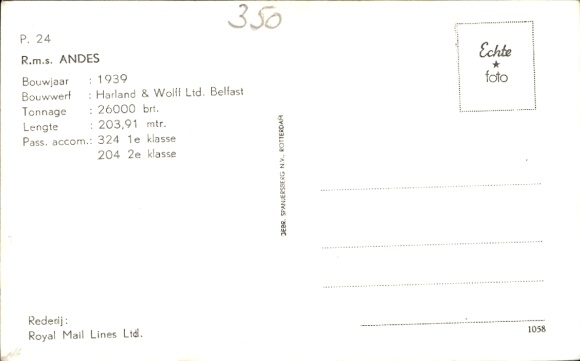 350
P. 24
R.m.s. ANDES
Bouwjaar : 1939
Bouwwerf : Harland & Wolff Ltd. Belfast
Tonnage : 26000 brt.
Lengte : 203,91 mtr.
Pass. accom.: 324 1e klasse
204 2e klasse
Rederij:
Royal Mail Lines Ltd.
GEBR. SPANJERSBERG N.V., ROTTERDAM
Echte
★
foto
1058